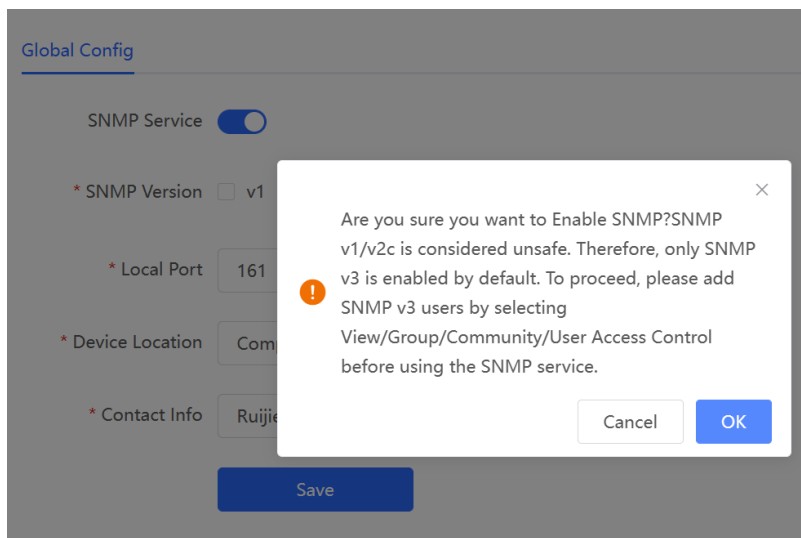 Global Config
SNMP Service
* SNMP Version v1
* Local Port 161
* Device Location
* Contact Info
Save
Are you sure you want to Enable SNMP?SNMP
v1/v2c is considered unsafe. Therefore, only SNMP
v3 is enabled by default. To proceed, please add
SNMP v3 users by selecting
View/Group/Community/User Access Control
before using the SNMP service.
Cancel OK